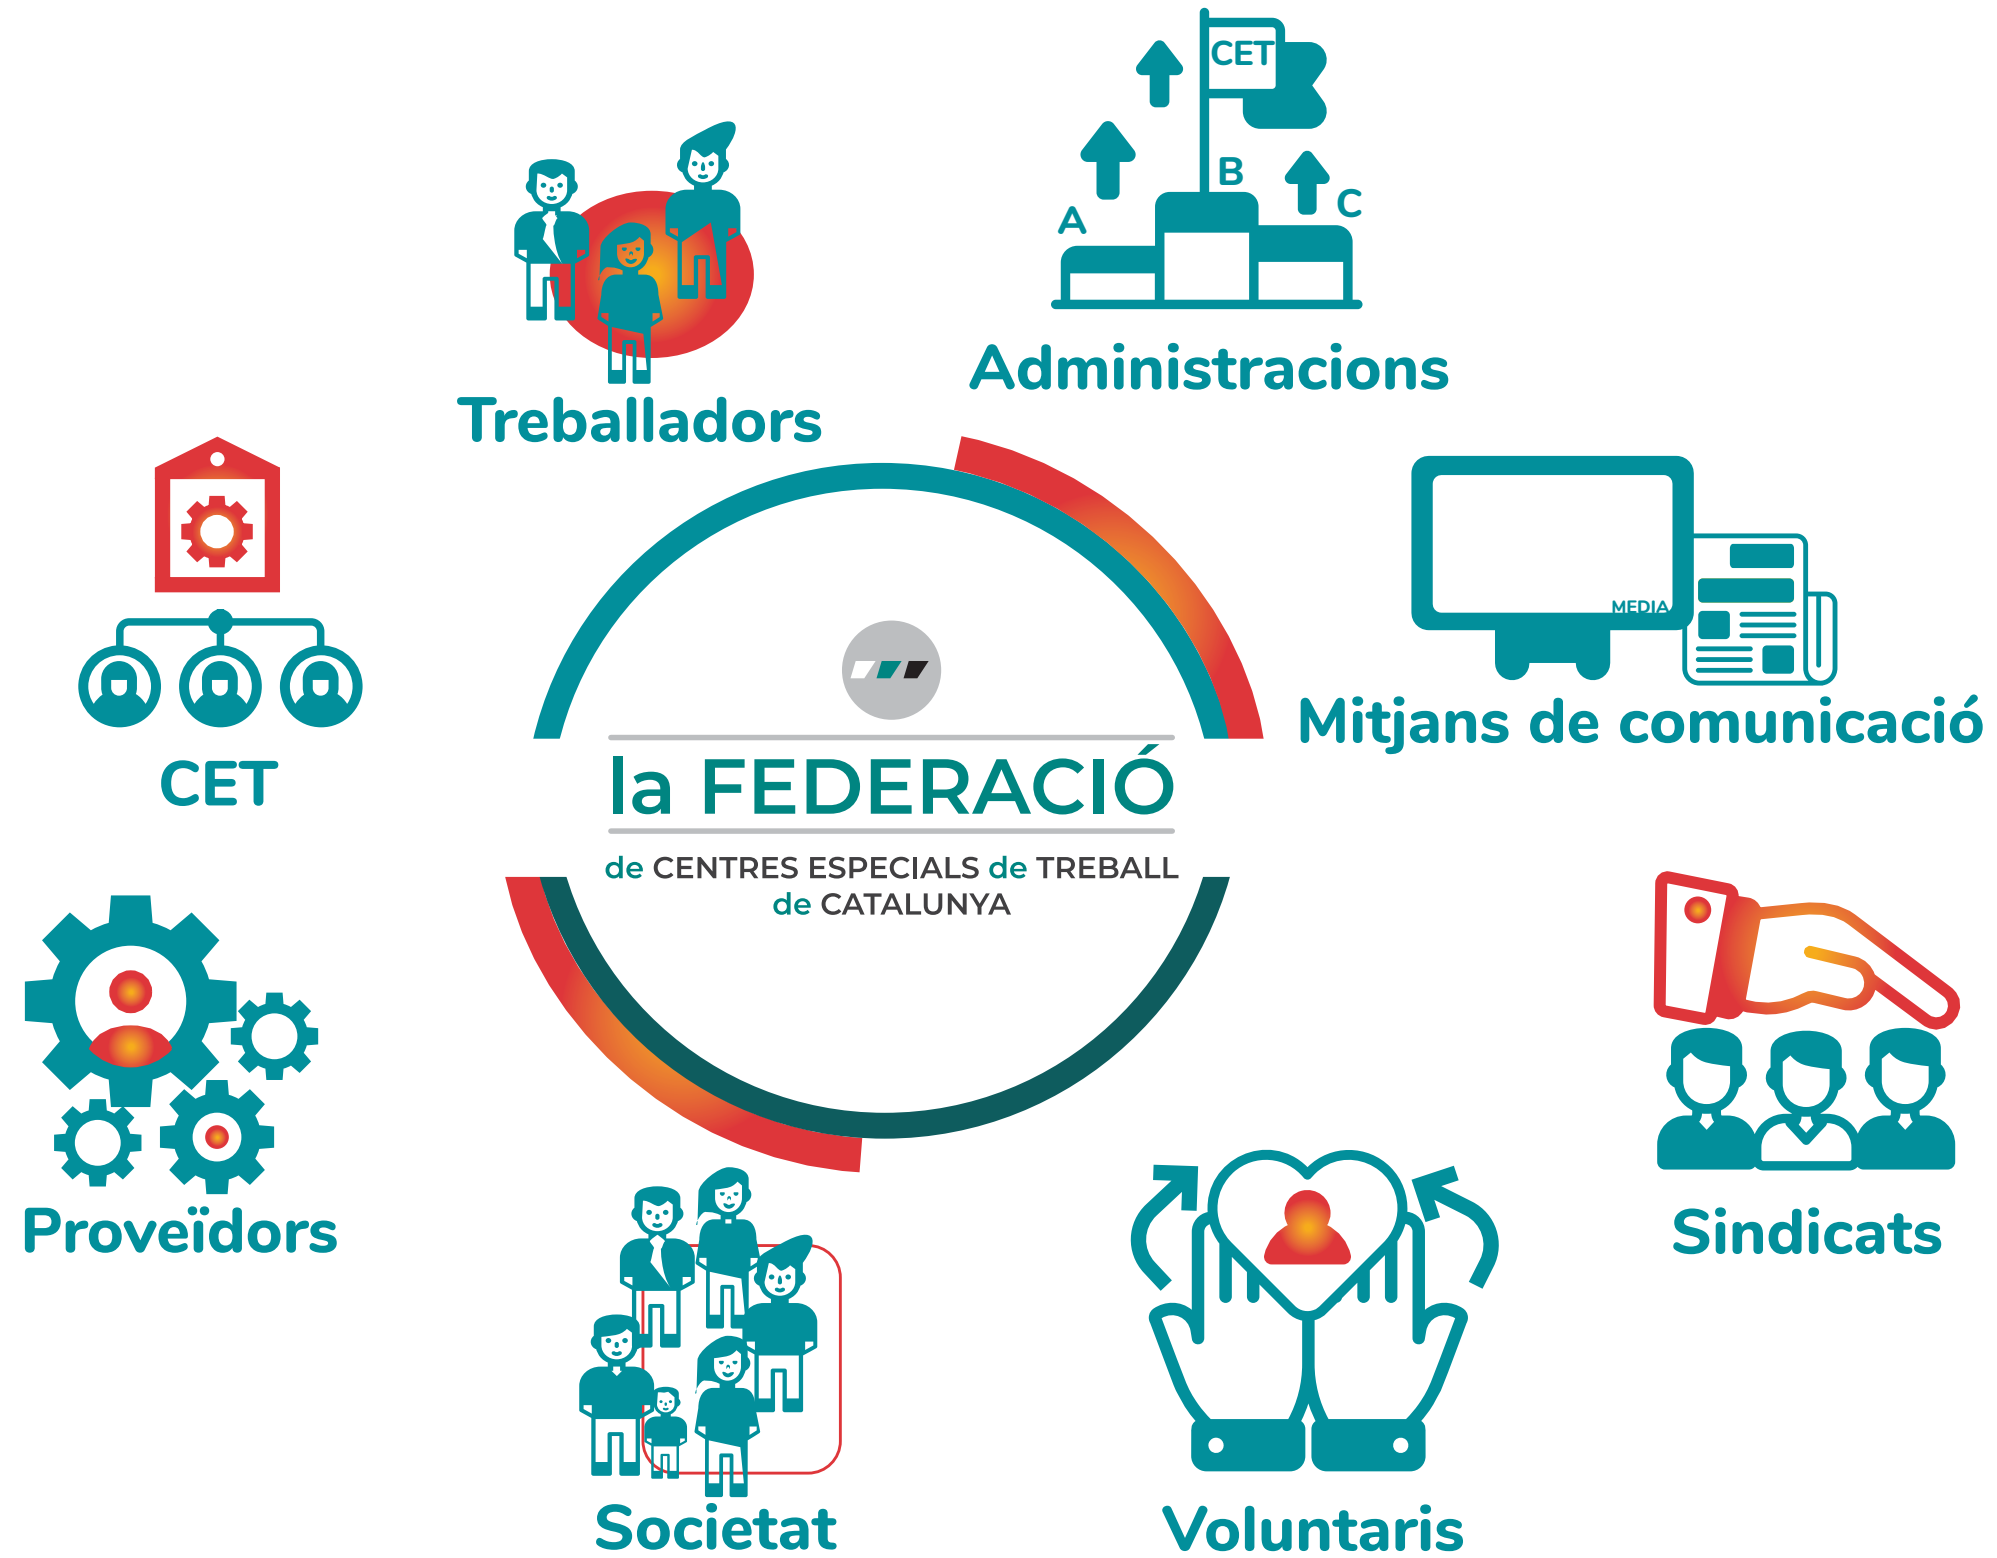 CET
B
C
A
Administracions
Treballadors
MEDIA
Mitjans de comunicació
CET
la FEDERACIÓ
de CENTRES ESPECIALS de TREBALL
de CATALUNYA
Proveïdors
Sindicats
Societat
Voluntaris